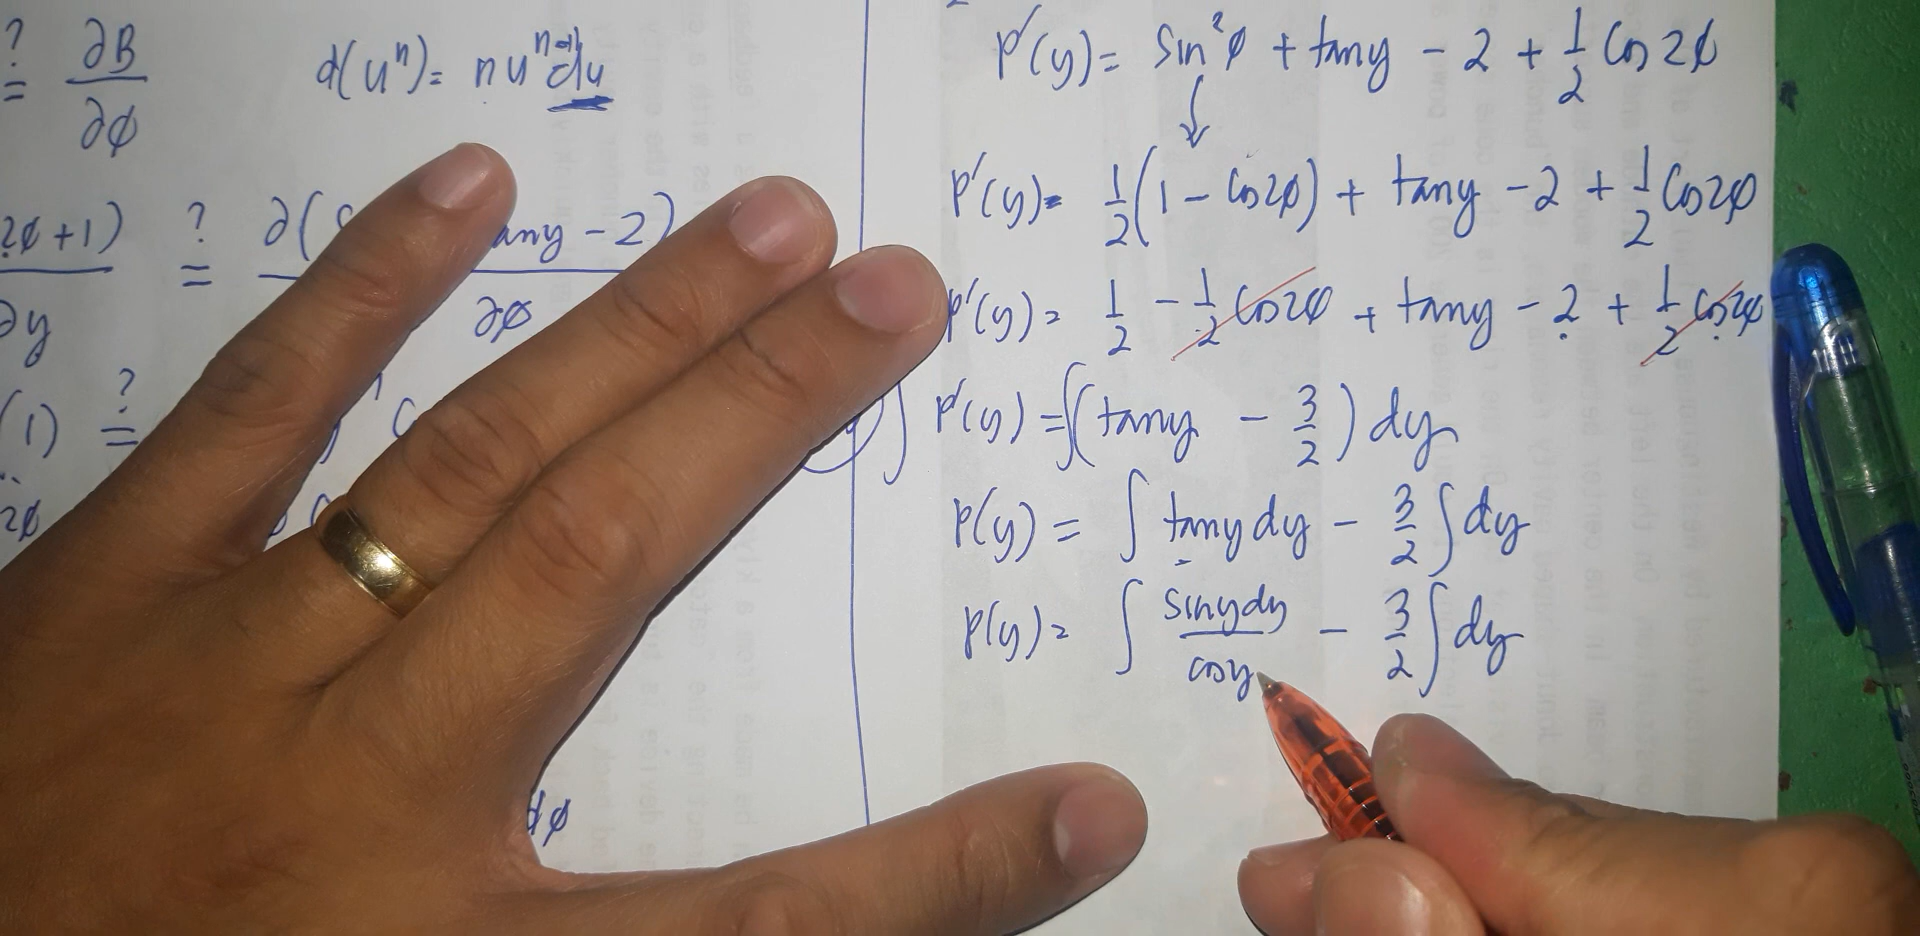 ? = ∂B/∂φ
d(uⁿ) = nuⁿ⁻¹du
2φ+1) ? = ∂( any − 2)
∂y ∂φ
(1) ? =
2φ
dφ
P'(y) = sin²φ + tany − 2 + 1/2 Cos2φ
P'(y) = 1/2(1 − Cos2φ) + tany − 2 + 1/2 Cos2φ
P'(y) = 1/2 − 1/2 Cos2φ + tany − 2 + 1/2 Cos2φ
∫P'(y) = ∫(tany − 3/2) dy
P(y) = ∫ tany dy − 3/2 ∫ dy
P(y) = ∫ sinydy/cosy − 3/2 ∫ dy